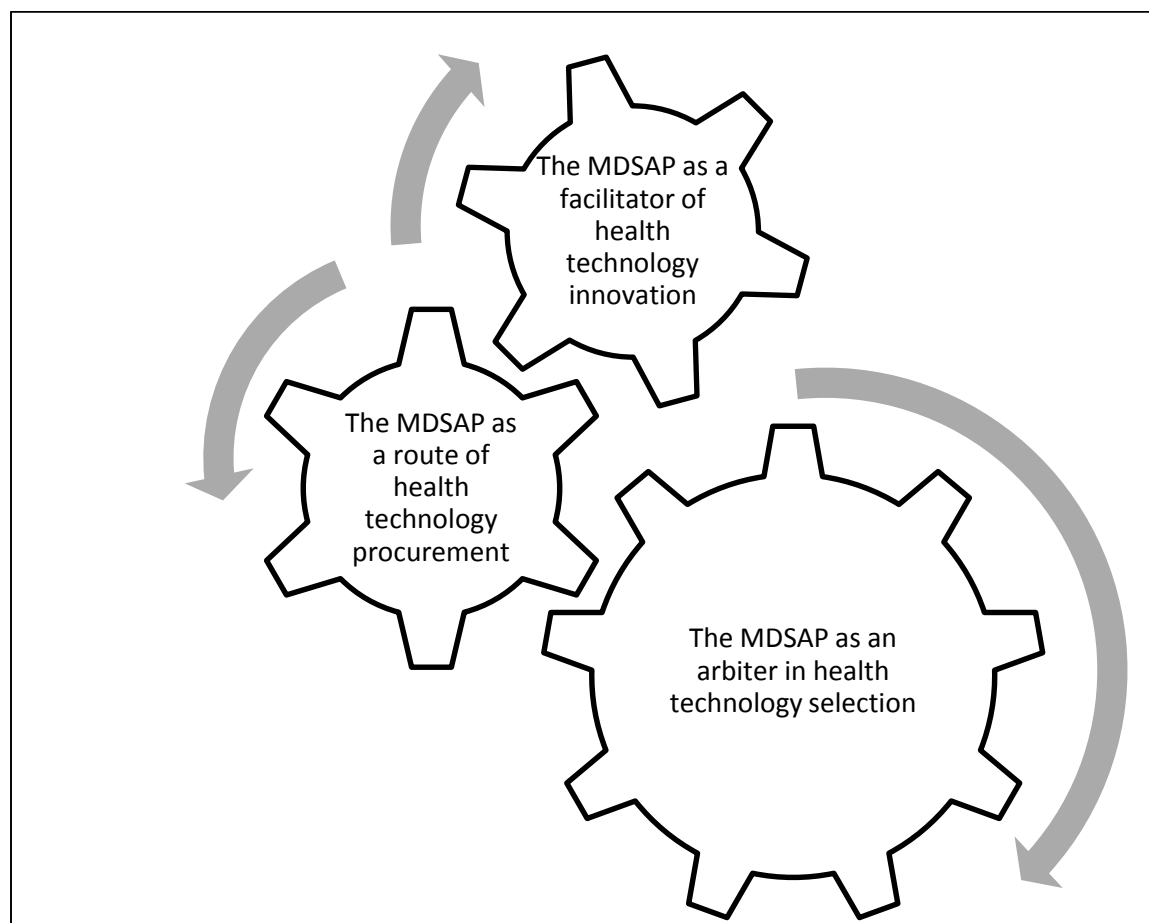 The MDSAP as a
facilitator of
health
technology
innovation
The MDSAP as
a route of
health
technology
procurement
The MDSAP as an
arbiter in health
technology selection